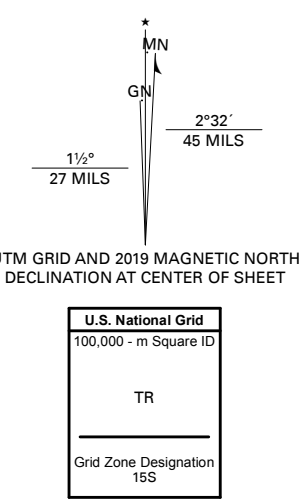 ★
MN
GN
2°32´
45 MILS
1½°
27 MILS
UTM GRID AND 2019 MAGNETIC NORTH
DECLINATION AT CENTER OF SHEET
U.S. National Grid
100,000 - m Square ID
TR
Grid Zone Designation
15S